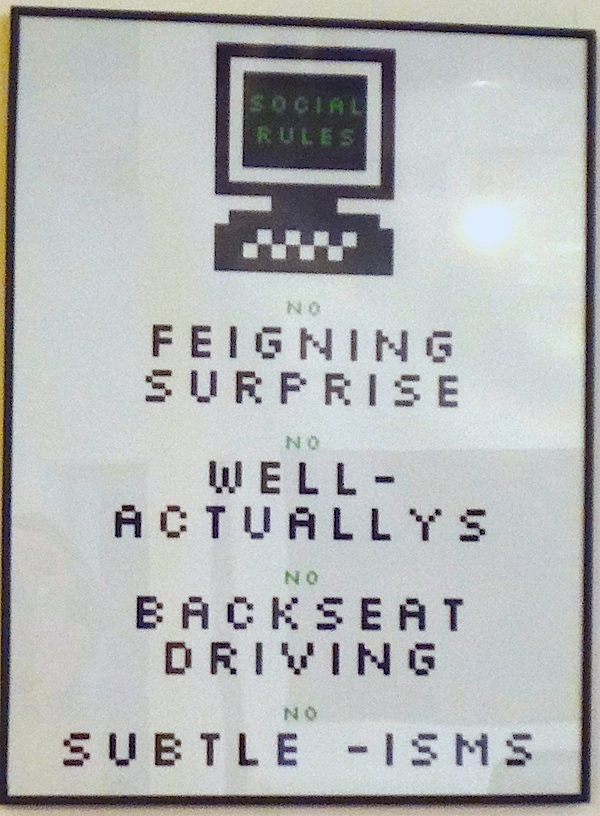 SOCIAL
RULES
NO
FEIGNING
SURPRISE
NO
WELL-
ACTUALLYS
NO
BACKSEAT
DRIVING
NO
SUBTLE -ISMS